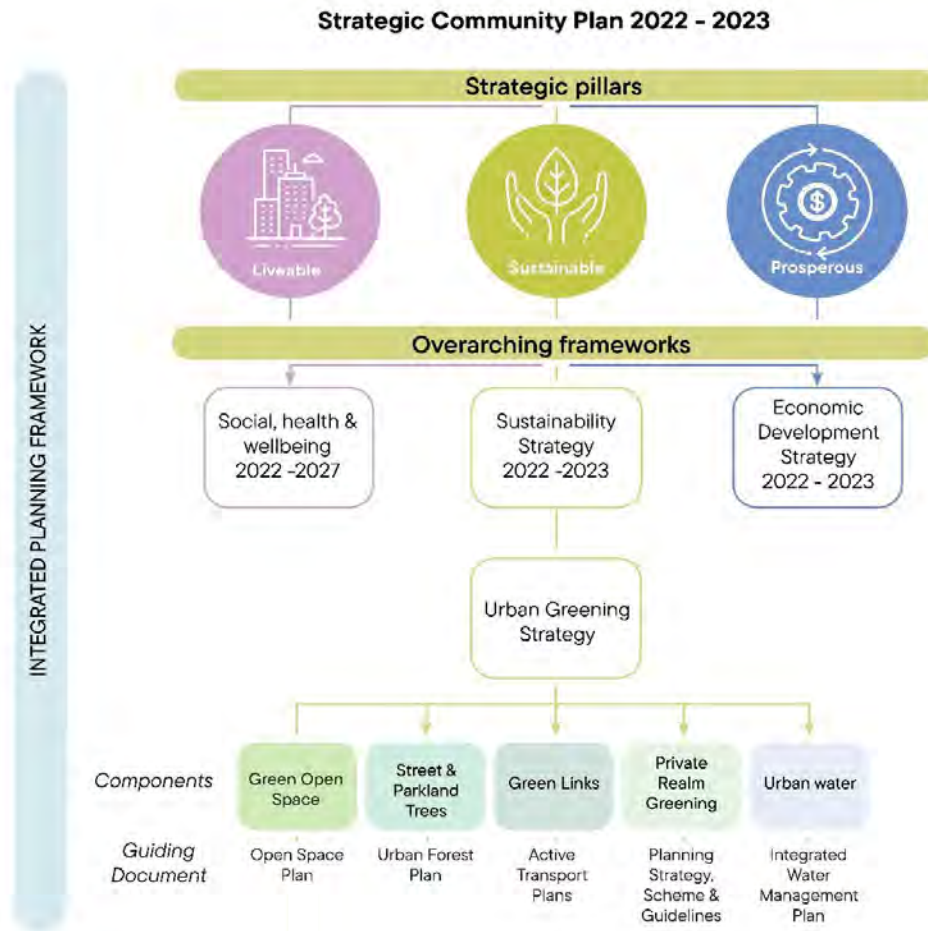 Strategic Community Plan 2022 - 2023
INTEGRATED PLANNING FRAMEWORK
Strategic pillars
Liveable
Sustainable
Prosperous
$
Overarching frameworks
Social, health &
wellbeing
2022 -2027
Sustainability
Strategy
2022 -2023
Economic
Development
Strategy
2022 - 2023
Urban Greening
Strategy
Components
Green Open
Space
Street &
Parkland
Trees
Green Links
Private
Realm
Greening
Urban water
Guiding
Document
Open Space
Plan
Urban Forest
Plan
Active
Transport
Plans
Planning
Strategy,
Scheme &
Guidelines
Integrated
Water
Management
Plan